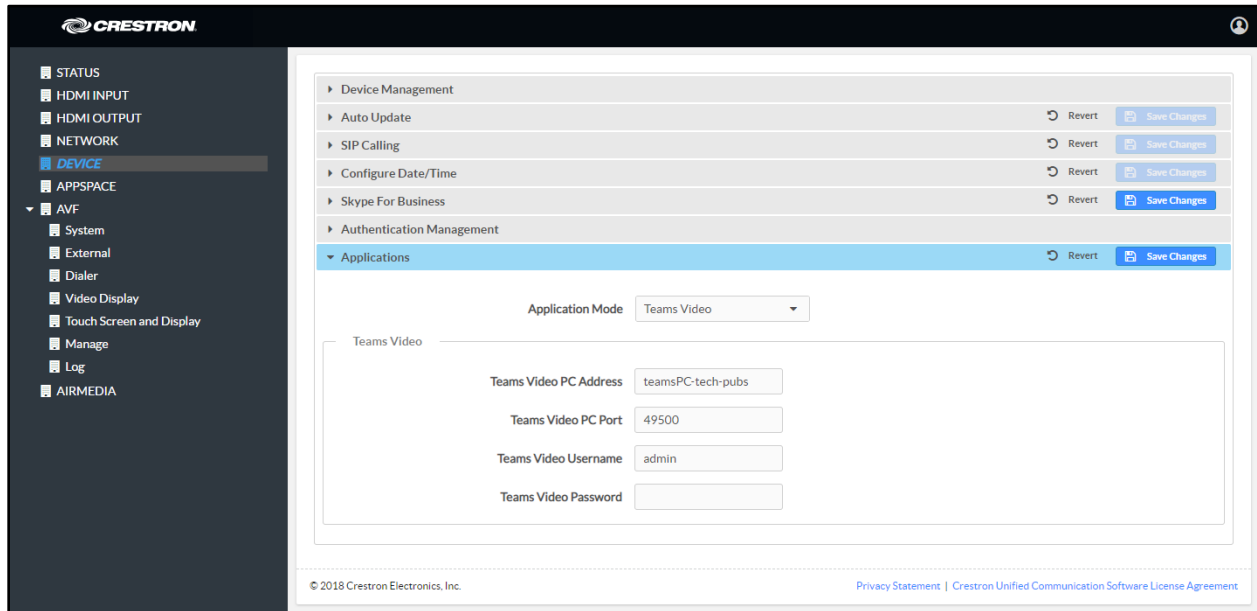 CRESTRON
STATUS
HDMI INPUT
HDMI OUTPUT
NETWORK
DEVICE
APPSPACE
AVF
System
External
Dialer
Video Display
Touch Screen and Display
Manage
Log
AIRMEDIA
Device Management
Auto Update Revert Save Changes
SIP Calling Revert Save Changes
Configure Date/Time Revert Save Changes
Skype For Business Revert Save Changes
Authentication Management
Applications Revert Save Changes
Application Mode Teams Video
Teams Video
Teams Video PC Address teamsPC-tech-pubs
Teams Video PC Port 49500
Teams Video Username admin
Teams Video Password
© 2018 Crestron Electronics, Inc. Privacy Statement | Crestron Unified Communication Software License Agreement